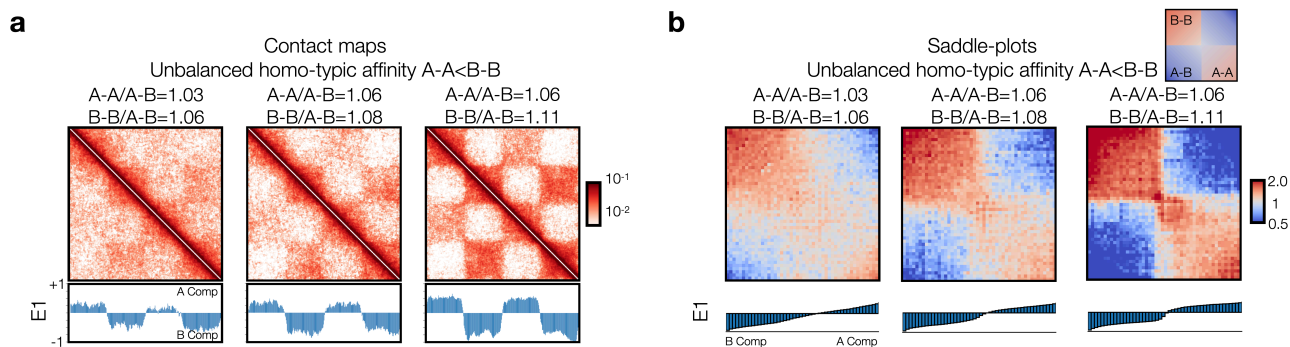 a
Contact maps
Unbalanced homo-typic affinity A-A<B-B
A-A/A-B=1.03
B-B/A-B=1.06
A-A/A-B=1.06
B-B/A-B=1.08
A-A/A-B=1.06
B-B/A-B=1.11
10-1
10-2
+1
E1
-1
A Comp
B Comp
b
Saddle-plots
Unbalanced homo-typic affinity A-A<B-B
B-B
A-B
A-A
A-A/A-B=1.03
B-B/A-B=1.06
A-A/A-B=1.06
B-B/A-B=1.08
A-A/A-B=1.06
B-B/A-B=1.11
2.0
1
0.5
E1
B Comp
A Comp